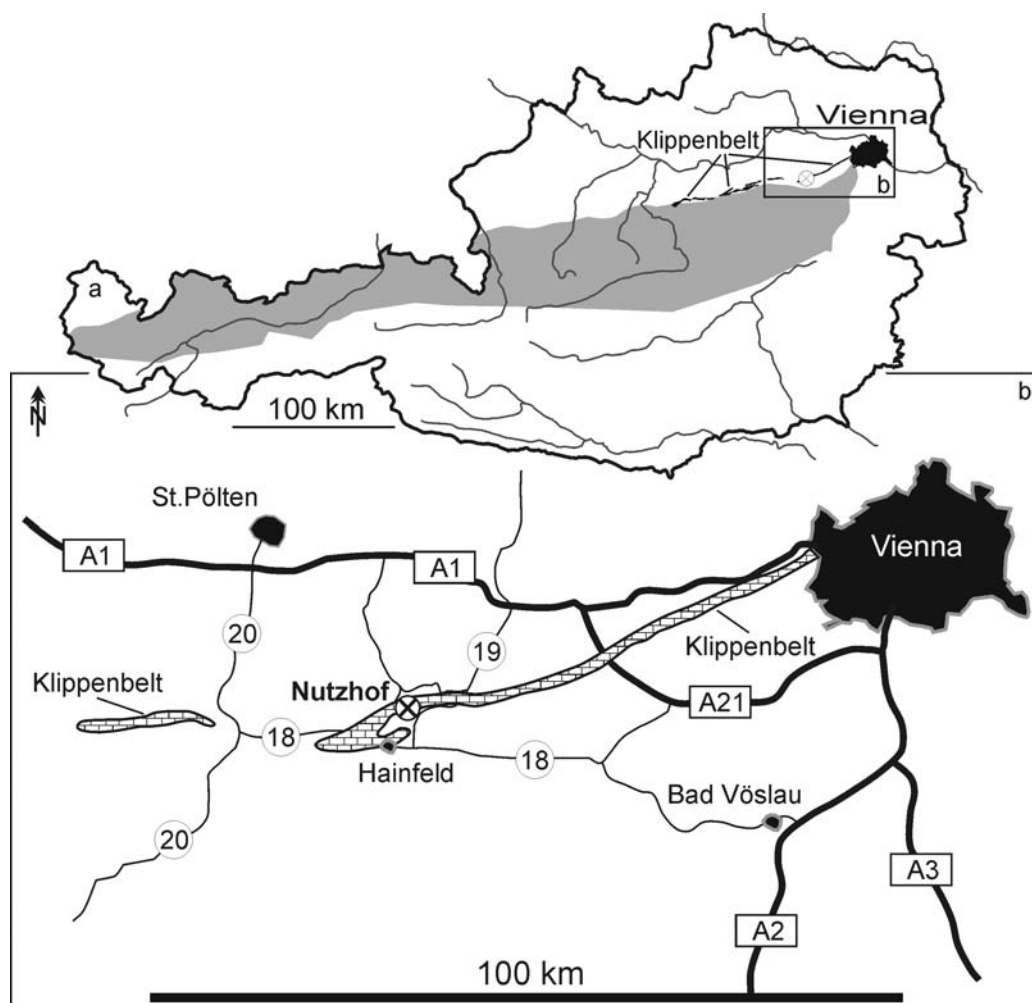 Vienna
Klippenbelt
b
a
100 km
b
N
St.Pölten
A1
A1
Vienna
20
19
Klippenbelt
Klippenbelt
Nutzhof
A21
18
18
Hainfeld
Bad Vöslau
20
A3
A2
100 km